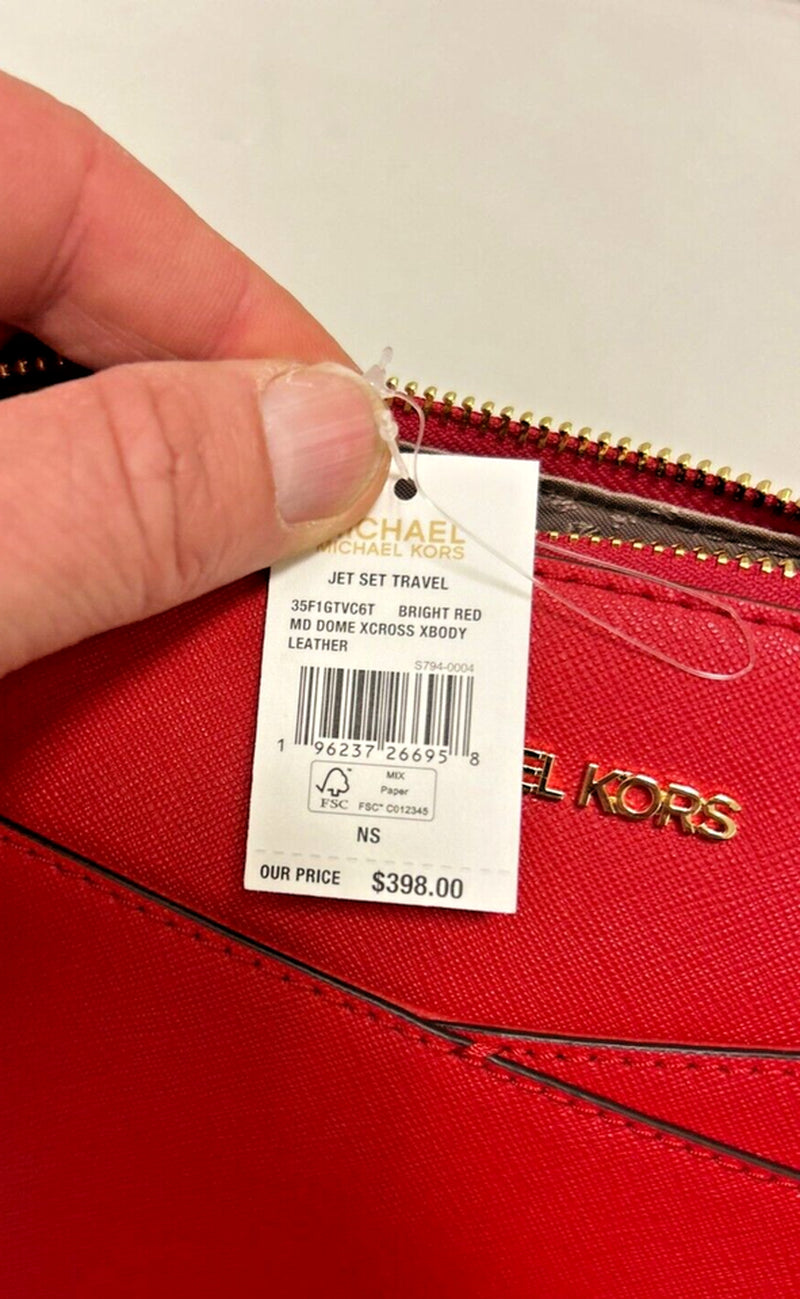 MICHAEL
MICHAEL KORS
JET SET TRAVEL
35F1GTVC6T BRIGHT RED
MD DOME XCROSS XBODY
LEATHER
S794-0004
1 96237 26695 8
FSC
MIX
Paper
FSC™ C012345
NS
OUR PRICE $398.00
EL KORS